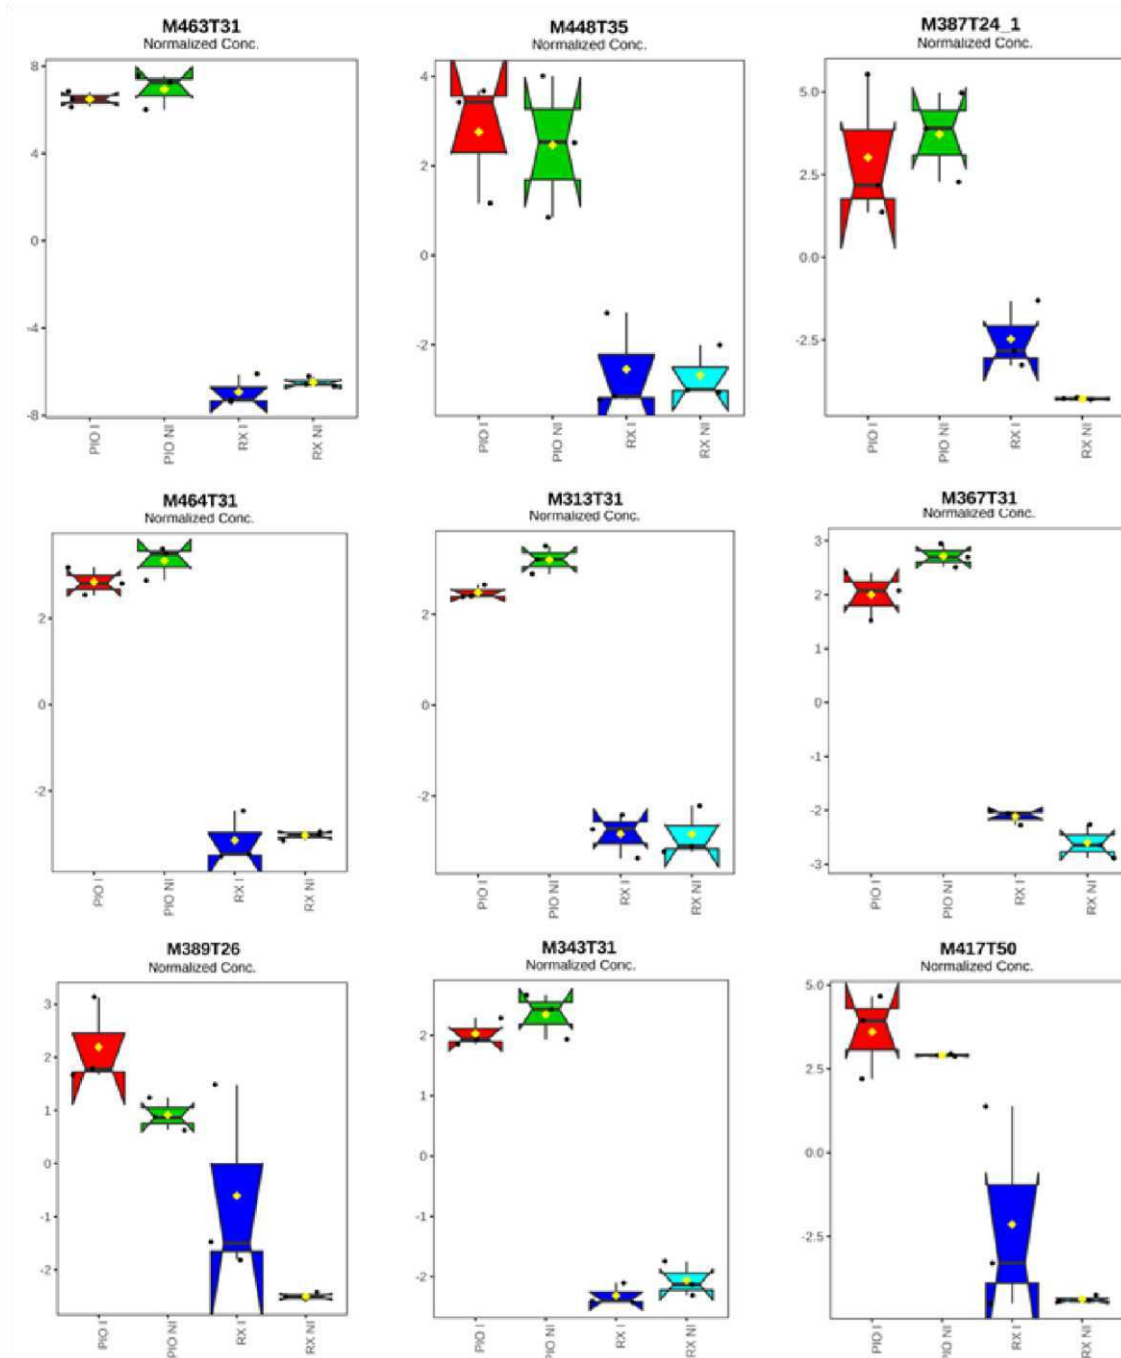 M463T31
Normalized Conc.
8
4
0
-4
-8
PIO I
PIO NI
RX I
RX NI
M448T35
Normalized Conc.
4
2
0
-2
PIO I
PIO NI
RX I
RX NI
M387T24_1
Normalized Conc.
5.0
2.5
0.0
-2.5
PIO I
PIO NI
RX I
RX NI
M464T31
Normalized Conc.
2
0
-2
PIO I
PIO NI
RX I
RX NI
M313T31
Normalized Conc.
2
0
-2
PIO I
PIO NI
RX I
RX NI
M367T31
Normalized Conc.
3
2
1
0
-1
-2
-3
PIO I
PIO NI
RX I
RX NI
M389T26
Normalized Conc.
3
2
1
0
-1
-2
PIO I
PIO NI
RX I
RX NI
M343T31
Normalized Conc.
2
1
0
-1
-2
PIO I
PIO NI
RX I
RX NI
M417T50
Normalized Conc.
5.0
2.5
0.0
-2.5
PIO I
PIO NI
RX I
RX NI